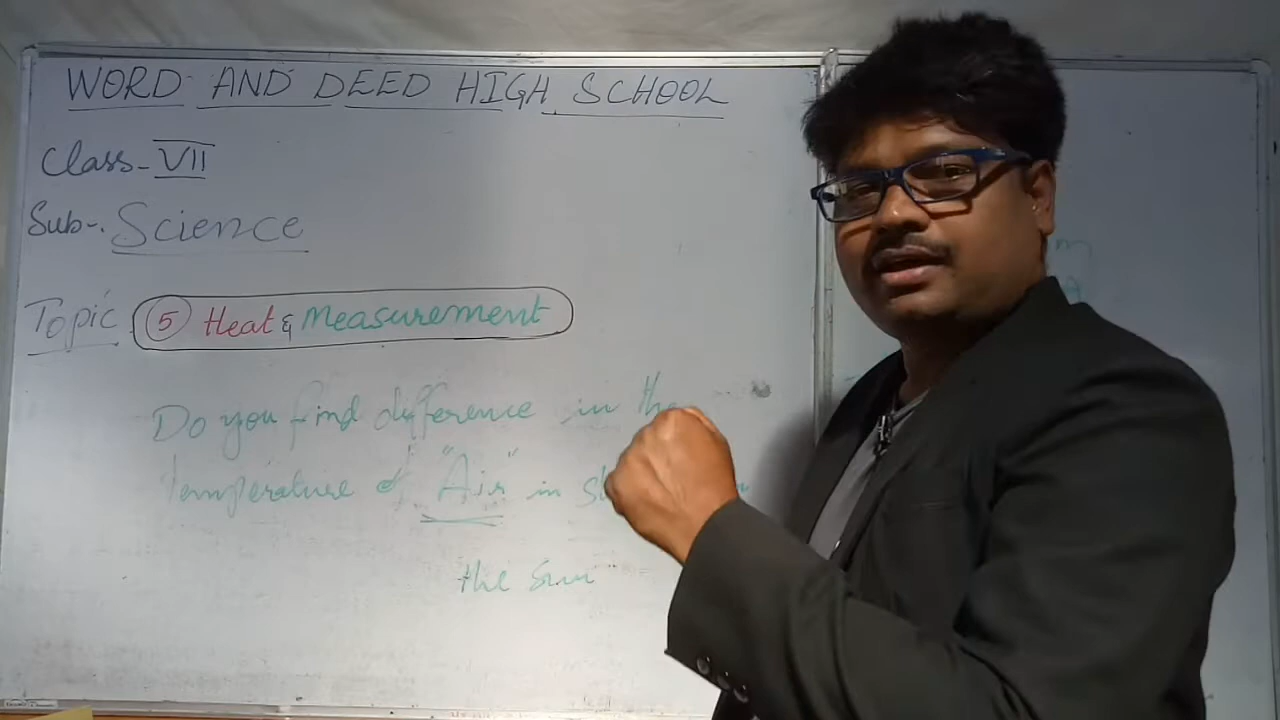 WORD AND DEED HIGH SCHOOL
Class- VII
Sub-. Science
Topic 5 Heat & Measurement
Do you find difference in the
Temperature of "Air" in
the Sun